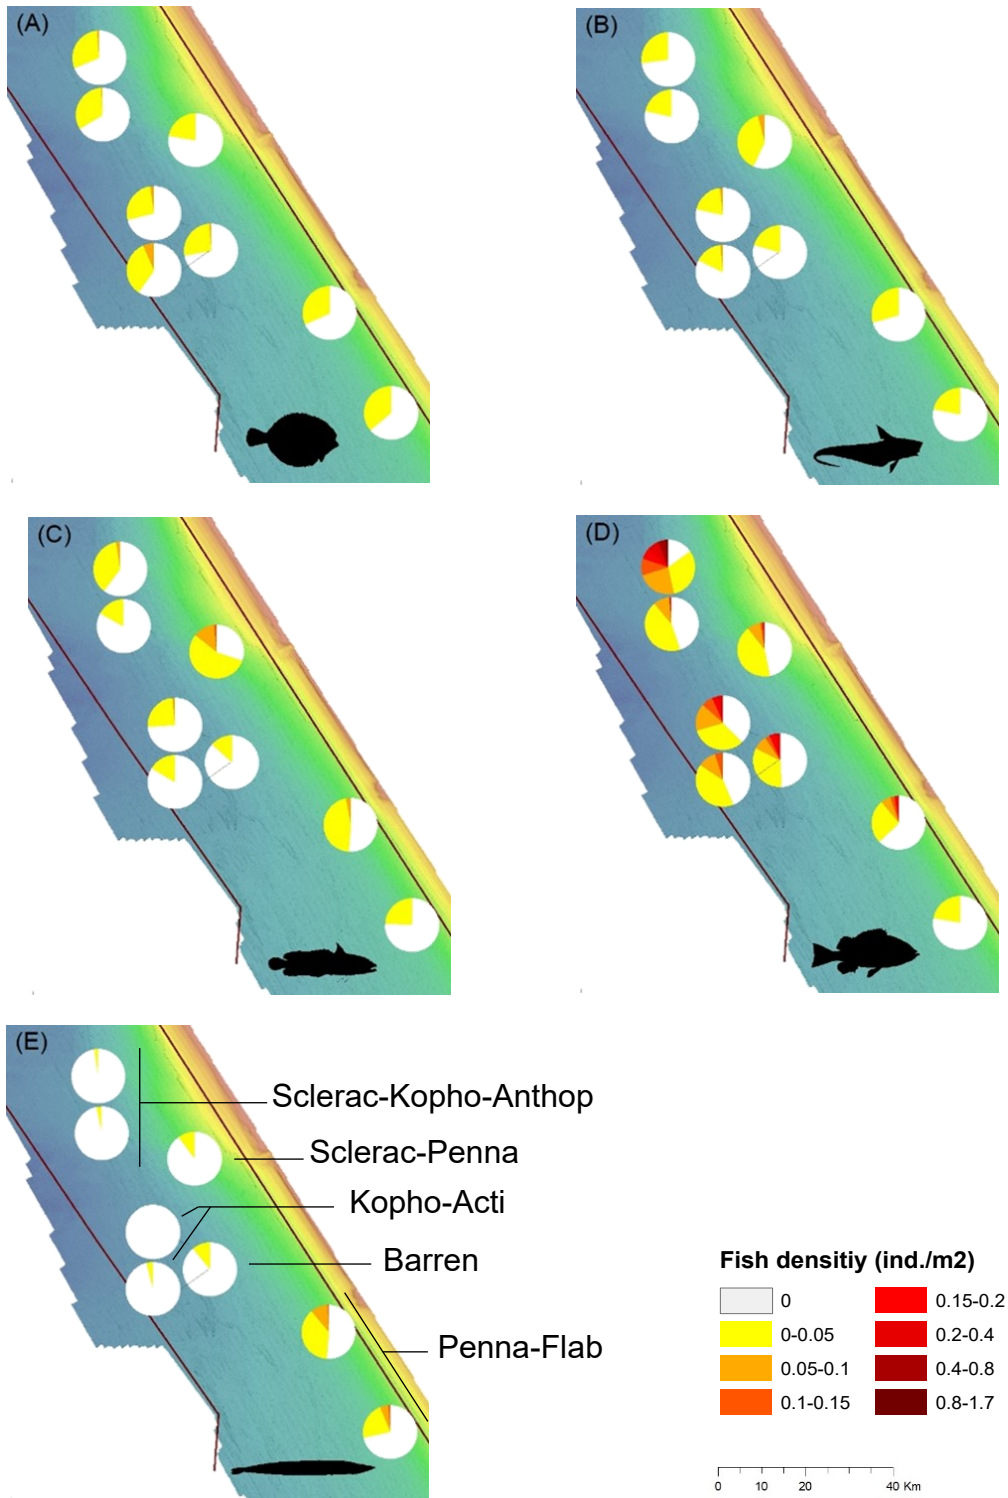 (A)
(B)
(C)
(D)
(E)
Sclerac-Kopho-Anthop
Sclerac-Penna
Kopho-Acti
Barren
Penna-Flab
Fish densitiy (ind./m2)
0
0-0.05
0.05-0.1
0.1-0.15
0.15-0.2
0.2-0.4
0.4-0.8
0.8-1.7
0 10 20 40 Km